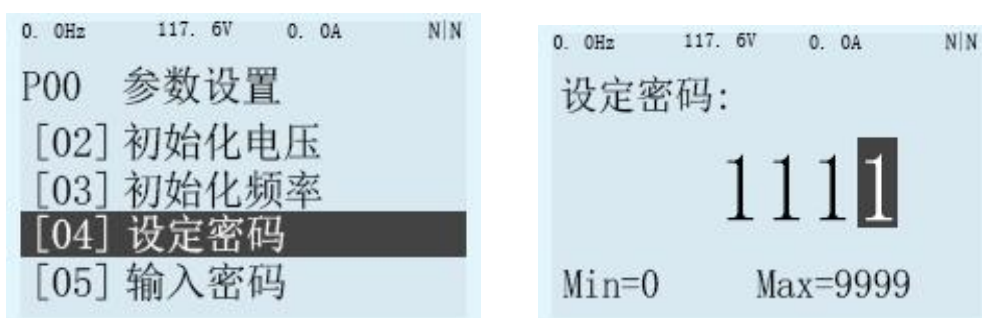 0. 0Hz 117. 6V 0. 0A N|N
P00 参数设置
[02] 初始化电压
[03] 初始化频率
[04] 设定密码
[05] 输入密码
0. 0Hz 117. 6V 0. 0A N|N
设定密码:
1111
Min=0 Max=9999